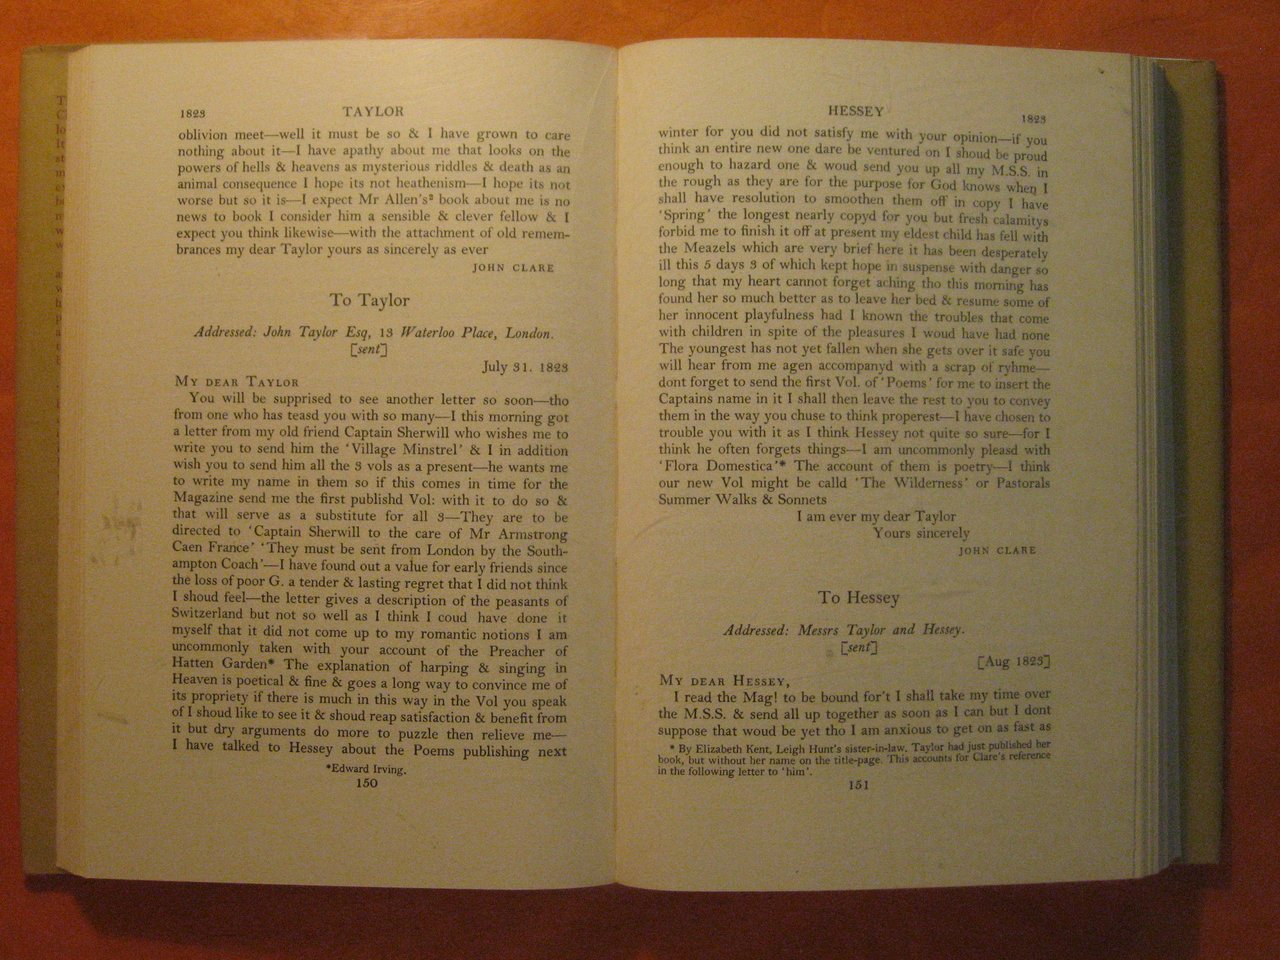 1823
TAYLOR
oblivion meet—well it must be so & I have grown to care
nothing about it—I have apathy about me that looks on the
powers of hells & heavens as mysterious riddles & death as an
animal consequence I hope its not heathenism—I hope its not
worse but so it is—I expect Mr Allen's² book about me is no
news to book I consider him a sensible & clever fellow & I
expect you think likewise—with the attachment of old remem-
brances my dear Taylor yours as sincerely as ever
JOHN CLARE
To Taylor
Addressed: John Taylor Esq, 13 Waterloo Place, London.
[sent]
July 31. 1823
MY DEAR TAYLOR
You will be supprised to see another letter so soon—tho
from one who has teasd you with so many—I this morning got
a letter from my old friend Captain Sherwill who wishes me to
write you to send him the 'Village Minstrel' & I in addition
wish you to send him all the 3 vols as a present—he wants me
to write my name in them so if this comes in time for the
Magazine send me the first publishd Vol: with it to do so &
that will serve as a substitute for all 3—They are to be
directed to 'Captain Sherwill to the care of Mr Armstrong
Caen France' 'They must be sent from London by the South-
ampton Coach'—I have found out a value for early friends since
the loss of poor G. a tender & lasting regret that I did not think
I shoud feel—the letter gives a description of the peasants of
Switzerland but not so well as I think I coud have done it
myself that it did not come up to my romantic notions I am
uncommonly taken with your account of the Preacher of
Hatten Garden* The explanation of harping & singing in
Heaven is poetical & fine & goes a long way to convince me of
its propriety if there is much in this way in the Vol you speak
of I shoud like to see it & shoud reap satisfaction & benefit from
it but dry arguments do more to puzzle then relieve me—
I have talked to Hessey about the Poems publishing next
*Edward Irving.
150
HESSEY
1823
winter for you did not satisfy me with your opinion—if you
think an entire new one dare be ventured on I shoud be proud
enough to hazard one & woud send you up all my M.S.S. in
the rough as they are for the purpose for God knows when I
shall have resolution to smoothen them off in copy I have
'Spring' the longest nearly copyd for you but fresh calamitys
forbid me to finish it off at present my eldest child has fell with
the Meazels which are very brief here it has been desperately
ill this 5 days 3 of which kept hope in suspense with danger so
long that my heart cannot forget aching tho this morning has
found her so much better as to leave her bed & resume some of
her innocent playfulness had I known the troubles that come
with children in spite of the pleasures I woud have had none
The youngest has not yet fallen when she gets over it safe you
will hear from me agen accompanyd with a scrap of ryhme—
dont forget to send the first Vol. of 'Poems' for me to insert the
Captains name in it I shall then leave the rest to you to convey
them in the way you chuse to think properest—I have chosen to
trouble you with it as I think Hessey not quite so sure—for I
think he often forgets things—I am uncommonly pleasd with
'Flora Domestica'* The account of them is poetry—I think
our new Vol might be calld 'The Wilderness' or Pastorals
Summer Walks & Sonnets
I am ever my dear Taylor
Yours sincerely
JOHN CLARE
To Hessey
Addressed: Messrs Taylor and Hessey.
[sent]
[Aug 1823]
MY DEAR HESSEY,
I read the Mag! to be bound for't I shall take my time over
the M.S.S. & send all up together as soon as I can but I dont
suppose that woud be yet tho I am anxious to get on as fast as
* By Elizabeth Kent, Leigh Hunt's sister-in-law. Taylor had just published her
book, but without her name on the title-page. This accounts for Clare's reference
in the following letter to 'him'.
151